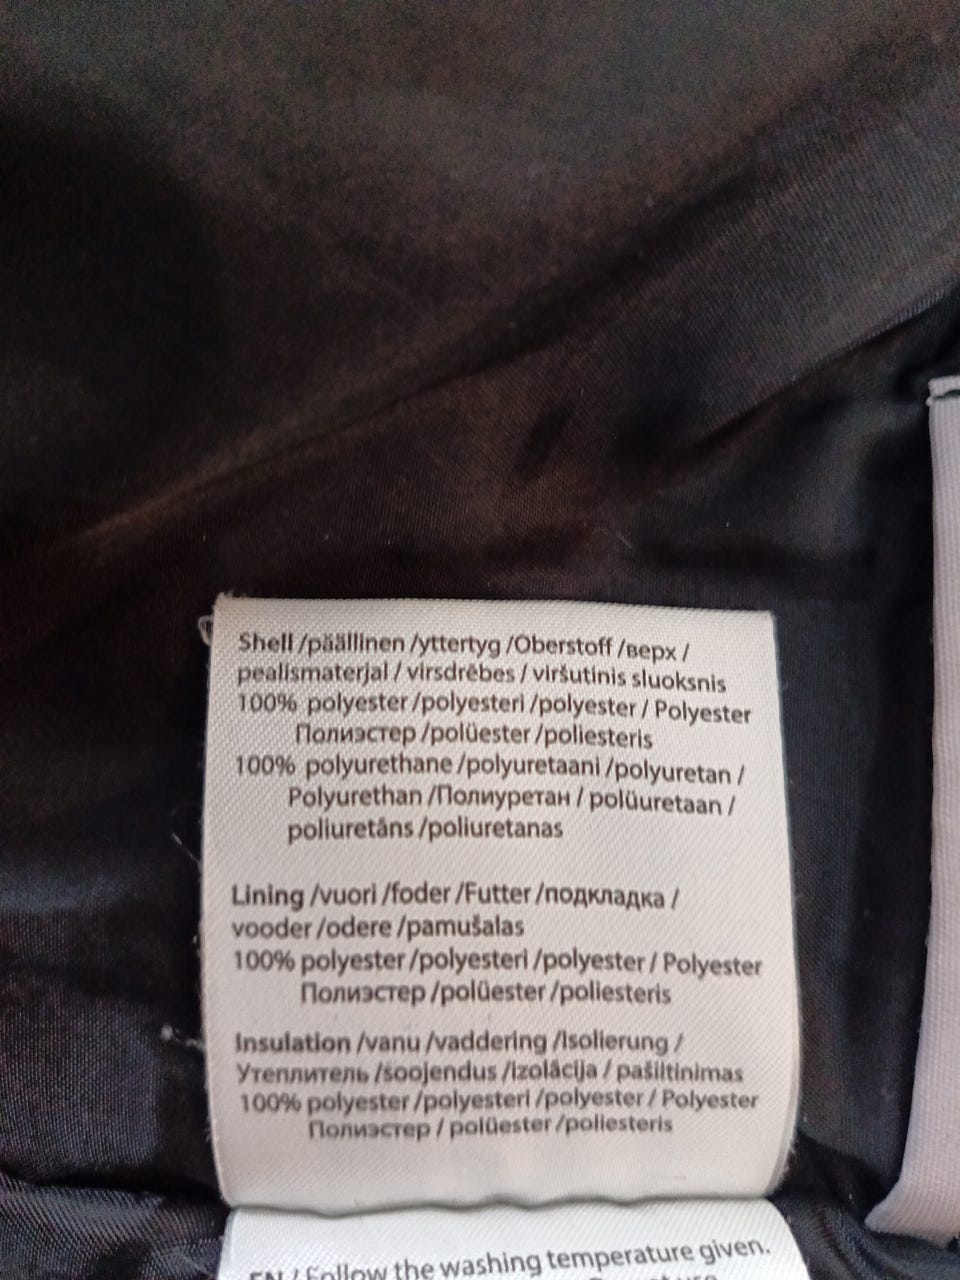 Shell /päällinen /yttertyg /Oberstoff /верх /
pealismaterjal / virsdrēbes / viršutinis sluoksnis
100% polyester /polyesteri /polyester / Polyester
Полиэстер /polüester /poliesteris
100% polyurethane /polyuretaani /polyuretan /
Polyurethan /Полиуретан / polüuretaan /
poliuretāns /poliuretanas
Lining /vuori /foder /Futter /подкладка /
vooder /odere /pamušalas
100% polyester /polyesteri /polyester / Polyester
Полиэстер /polüester /poliesteris
Insulation /vanu /vaddering /Isolierung /
Утеплитель /soojendus /izolācija / pašiltinimas
100% polyester /polyesteri /polyester / Polyester
Полиэстер / polüester /poliesteris
EN / Follow the washing temperature given.